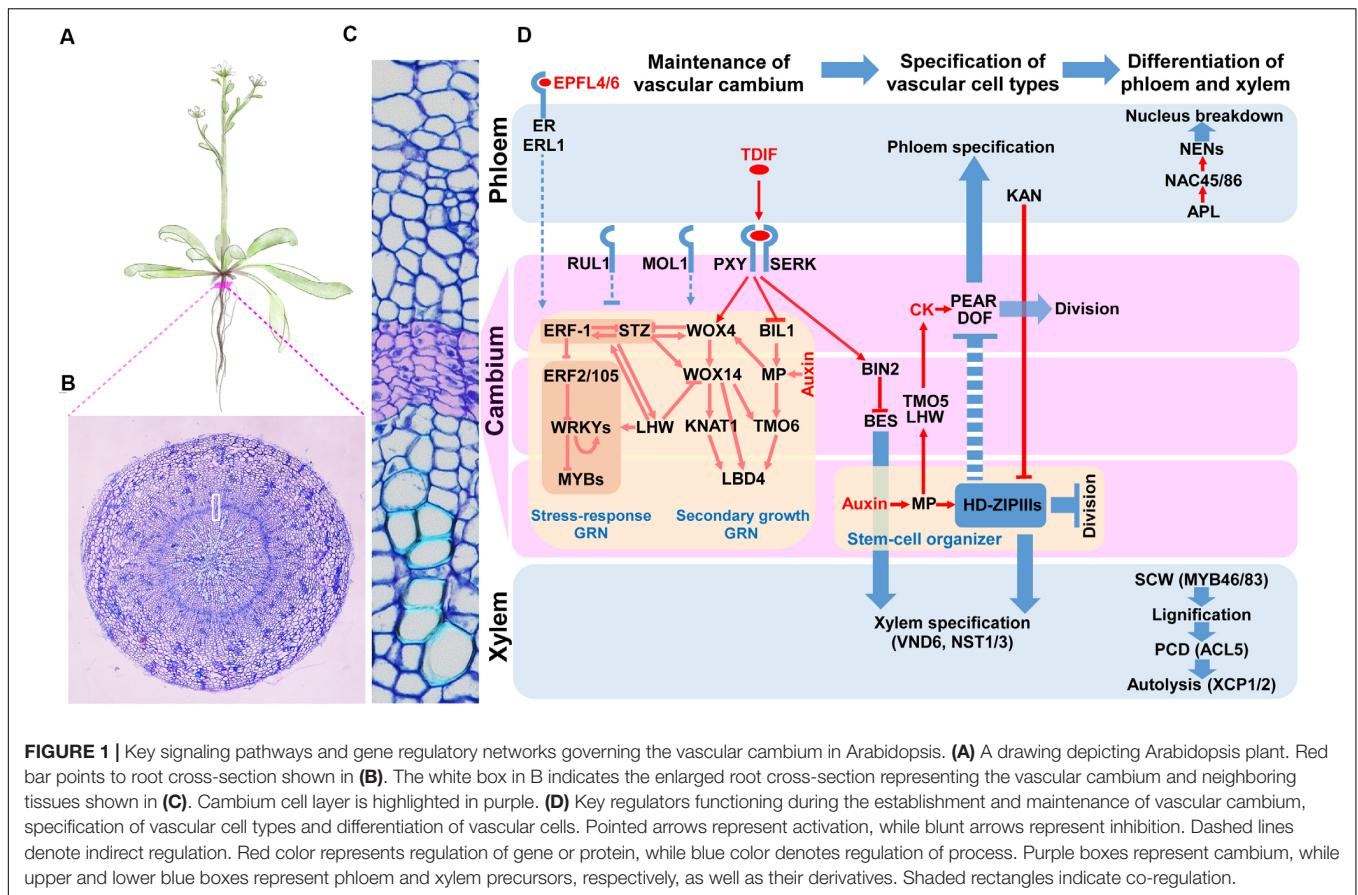 A
B
C
D
Maintenance of
vascular cambium
Specification of
vascular cell types
Differentiation of
phloem and xylem
Phloem
Cambium
Xylem
EPFL4/6
ER
ERL1
TDIF
RUL1
MOL1
PXY
SERK
Phloem specification
KAN
Nucleus breakdown
NENs
NAC45/86
APL
ERF-1
STZ
WOX4
BIL1
ERF2/105
WOX14
MP
Auxin
WRKYs
LHW
KNAT1
TMO6
MYBs
LBD4
Stress-response
GRN
Secondary growth
GRN
BIN2
BES
CK
PEAR
DOF
Division
TMO5
LHW
Auxin
MP
HD-ZIPIIIs
Division
Stem-cell organizer
Xylem specification
(VND6, NST1/3)
SCW (MYB46/83)
Lignification
PCD (ACL5)
Autolysis (XCP1/2)
FIGURE 1 | Key signaling pathways and gene regulatory networks governing the vascular cambium in Arabidopsis. (A) A drawing depicting Arabidopsis plant. Red
bar points to root cross-section shown in (B). The white box in B indicates the enlarged root cross-section representing the vascular cambium and neighboring
tissues shown in (C). Cambium cell layer is highlighted in purple. (D) Key regulators functioning during the establishment and maintenance of vascular cambium,
specification of vascular cell types and differentiation of vascular cells. Pointed arrows represent activation, while blunt arrows represent inhibition. Dashed lines
denote indirect regulation. Red color represents regulation of gene or protein, while blue color denotes regulation of process. Purple boxes represent cambium, while
upper and lower blue boxes represent phloem and xylem precursors, respectively, as well as their derivatives. Shaded rectangles indicate co-regulation.